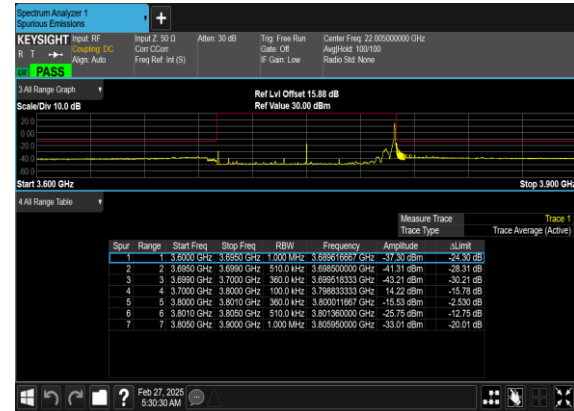 Spectrum Analyzer 1
Spurious Emissions
KEYSIGHT Input: RF Input Z: 50 Ω Atten: 30 dB Trig: Free Run Center Freq: 22.005000000 GHz
R T Coupling: DC Corr CCorr Gate: Off Avg|Hold: 100/100
Align: Auto Freq Ref: Int (S) IF Gain: Low Radio Std: None
PASS
3 All Range Graph
Ref Lvl Offset 15.88 dB
Scale/Div 10.0 dB Ref Value 30.00 dBm
20.0
0.00
-20.0
-40.0
-60.0
Start 3.600 GHz Stop 3.900 GHz
4 All Range Table
Measure Trace Trace 1
Trace Type Trace Average (Active)
Spur Range Start Freq Stop Freq RBW Frequency Amplitude ΔLimit
1 1 3.6000 GHz 3.6950 GHz 1.000 MHz 3.689616667 GHz -37.30 dBm -24.30 dB
2 2 3.6950 GHz 3.6990 GHz 510.0 kHz 3.698500000 GHz -41.31 dBm -28.31 dB
3 3 3.6990 GHz 3.7000 GHz 360.0 kHz 3.699518333 GHz -43.21 dBm -30.21 dB
4 4 3.7000 GHz 3.8000 GHz 100.0 kHz 3.798833333 GHz 14.22 dBm -15.78 dB
5 5 3.8000 GHz 3.8010 GHz 360.0 kHz 3.800011667 GHz -15.53 dBm -2.530 dB
6 6 3.8010 GHz 3.8050 GHz 510.0 kHz 3.801360000 GHz -25.75 dBm -12.75 dB
7 7 3.8050 GHz 3.9000 GHz 1.000 MHz 3.805950000 GHz -33.01 dBm -20.01 dB
Feb 27, 2025
5:30:30 AM